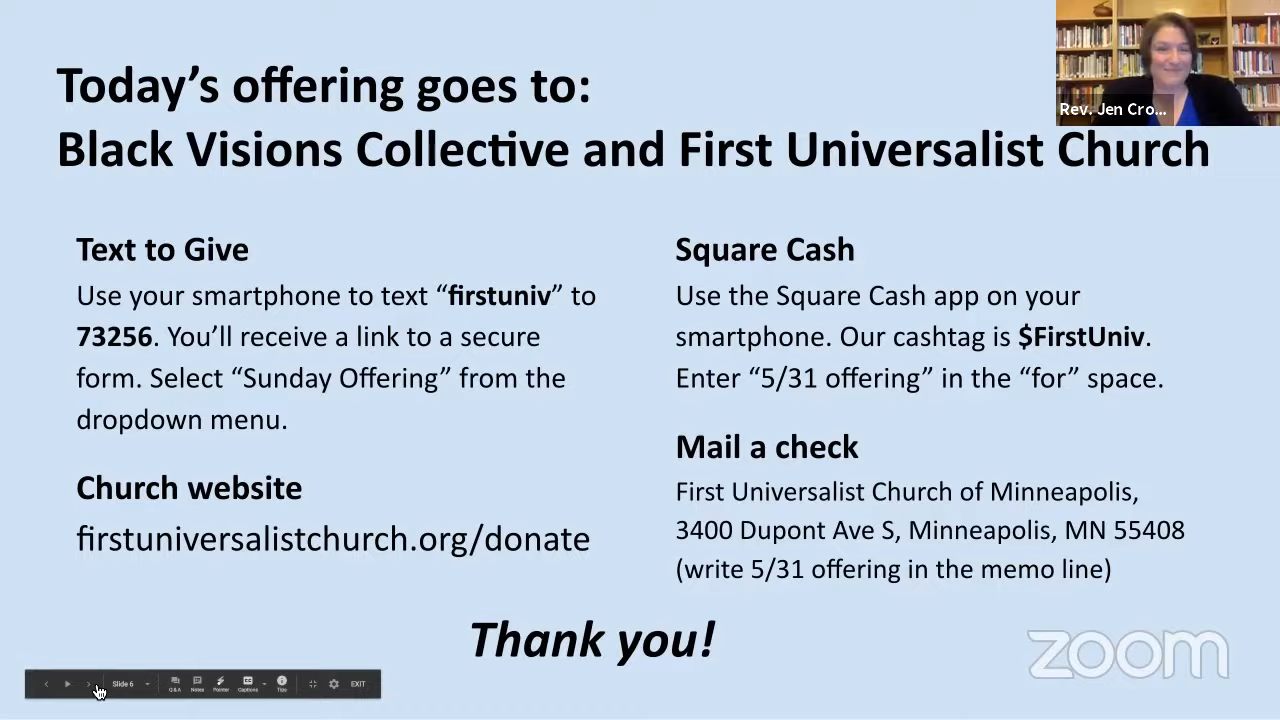 Today’s offering goes to:
Black Visions Collective and First Universalist Church
Rev. Jen Cro...
Text to Give
Use your smartphone to text “firstuniv” to
73256. You’ll receive a link to a secure
form. Select “Sunday Offering” from the
dropdown menu.
Church website
firstuniversalistchurch.org/donate
Square Cash
Use the Square Cash app on your
smartphone. Our cashtag is $FirstUniv.
Enter “5/31 offering” in the “for” space.
Mail a check
First Universalist Church of Minneapolis,
3400 Dupont Ave S, Minneapolis, MN 55408
(write 5/31 offering in the memo line)
Thank you!
zoom
Slide 6
Q&A Notes Pointer Captions Tips EXIT